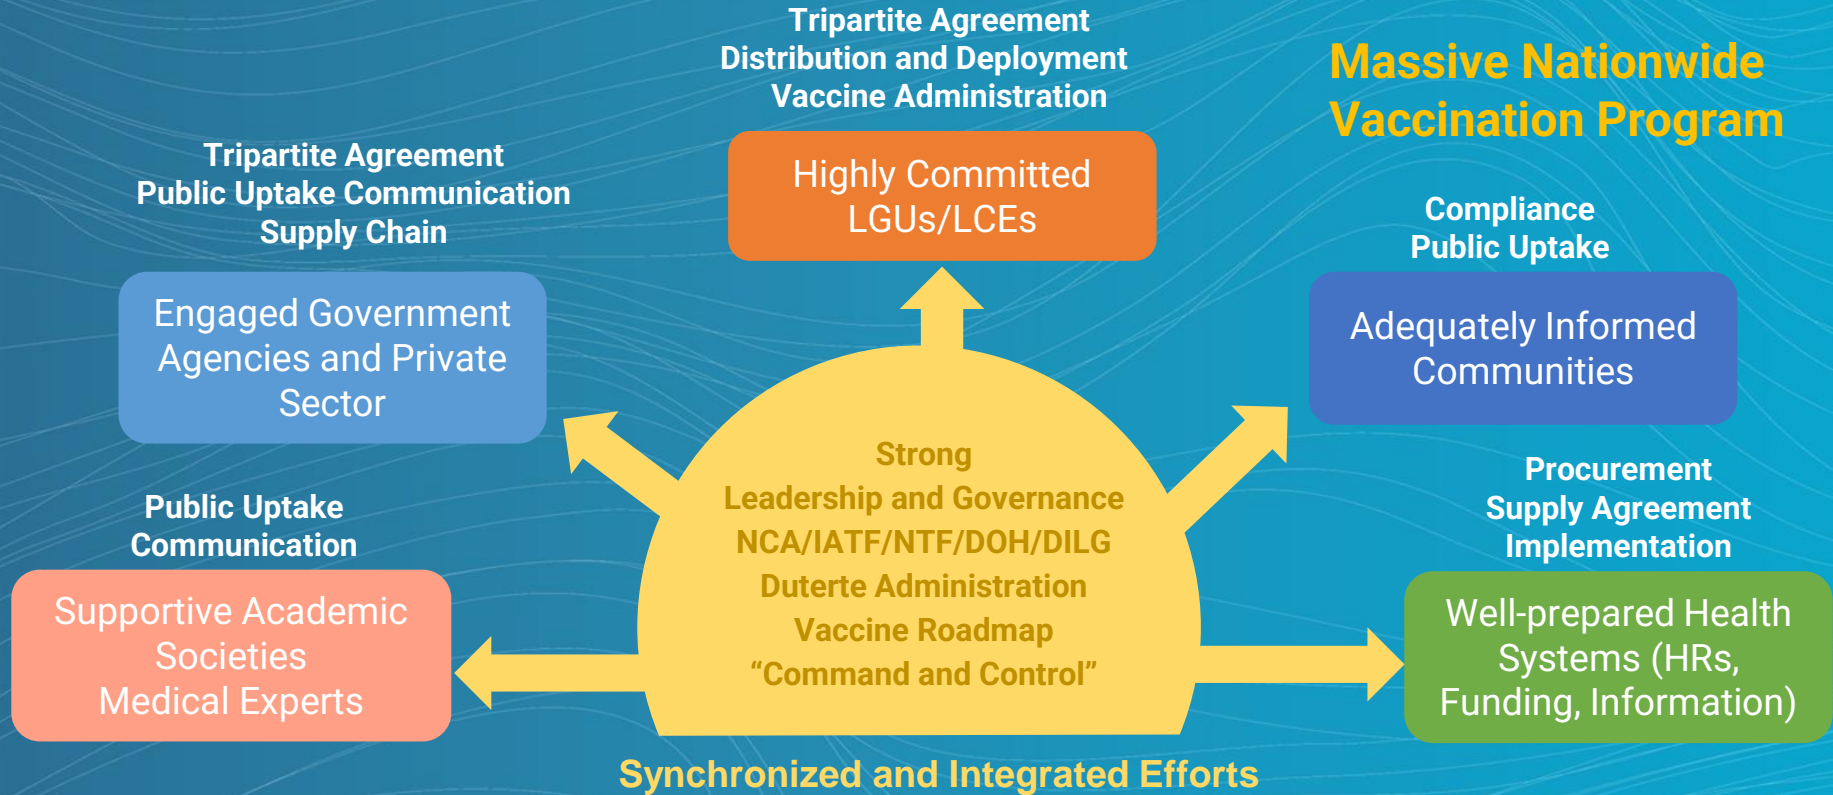 Tripartite Agreement
Distribution and Deployment
Vaccine Administration
Highly Committed
LGUs/LCEs
Massive Nationwide
Vaccination Program
Tripartite Agreement
Public Uptake Communication
Supply Chain
Engaged Government
Agencies and Private
Sector
Compliance
Public Uptake
Adequately Informed
Communities
Public Uptake
Communication
Supportive Academic
Societies
Medical Experts
Strong
Leadership and Governance
NCA/IATF/NTF/DOH/DILG
Duterte Administration
Vaccine Roadmap
“Command and Control”
Procurement
Supply Agreement
Implementation
Well-prepared Health
Systems (HRs,
Funding, Information)
Synchronized and Integrated Efforts